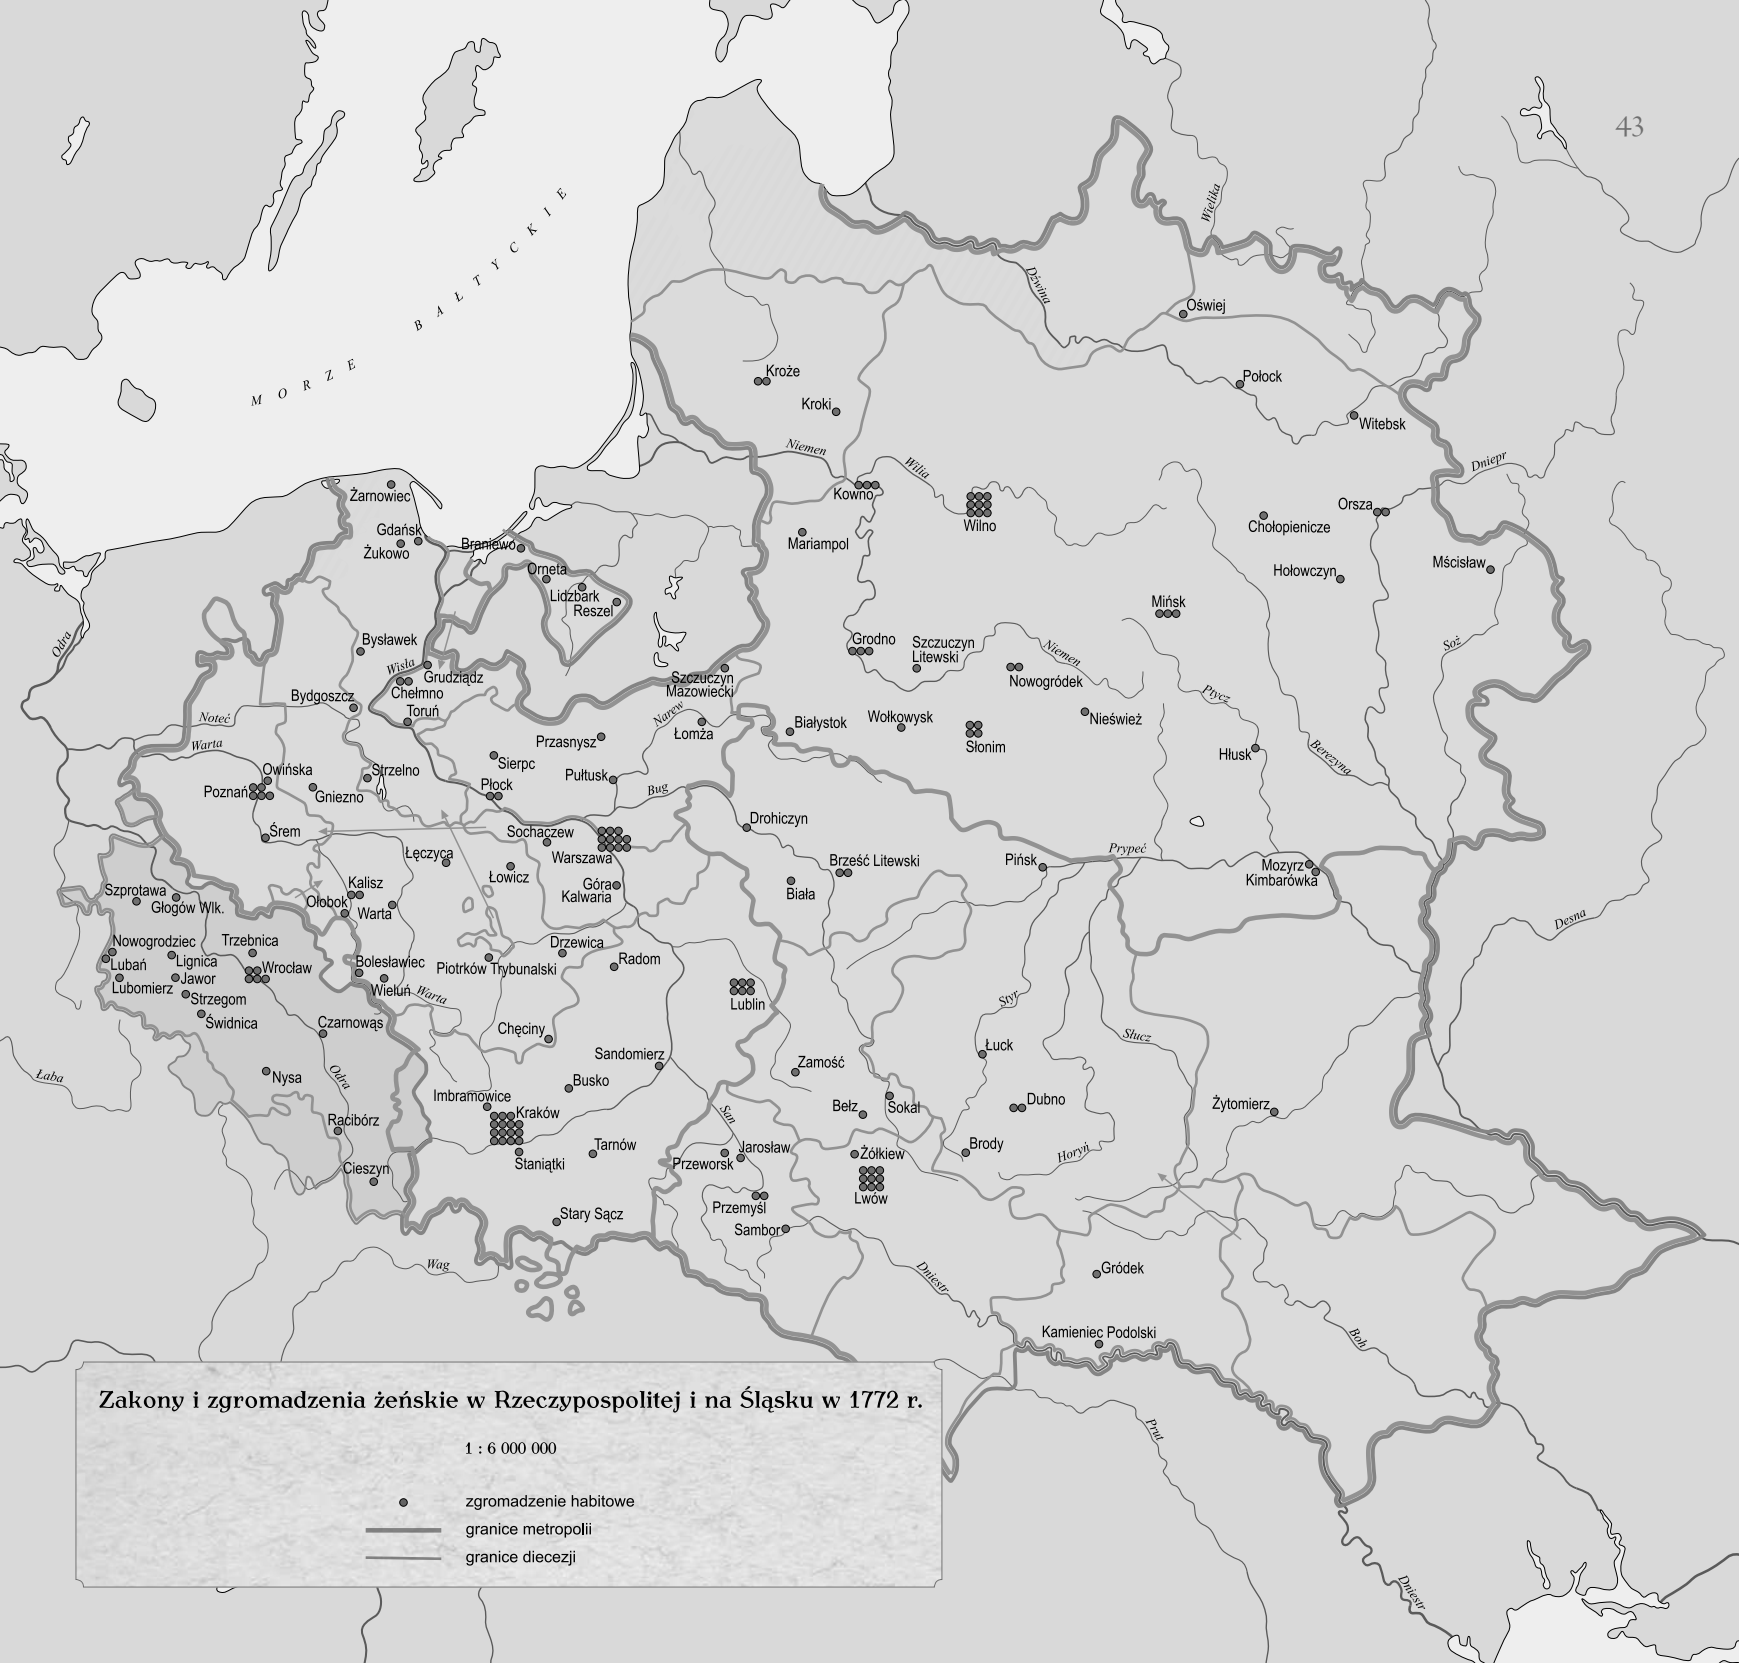 43
MORZE BAŁTYCKIE
Wielika
Dźwina
Oświej
Kroże
Kroki
Połock
Witebsk
Niemen
Wilia
Dniepr
Kowno
Wilno
Żarnowiec
Orsza
Chołopienicze
Gdańsk
Żukowo
Braniewo
Mariampol
Mścisław
Orneta
Lidzbark
Reszel
Hołowczyn
Mińsk
Odra
Bysławek
Wisła
Grudziądz
Chełmno
Grodno
Szczuczyn
Litewski
Niemen
Soż
Szczuczyn
Mazowiecki
Nowogródek
Ptycz
Bydgoszcz
Toruń
Noteć
Narew
Łomża
Białystok
Wołkowysk
Nieśwież
Słonim
Warta
Przasnysz
Sierpc
Hłusk
Berezyna
Owińska
Poznań
Gniezno
Strzelno
Płock
Pułtusk
Bug
Śrem
Sochaczew
Warszawa
Drohiczyn
Łęczyca
Łowicz
Góra
Kalwaria
Brześć Litewski
Biała
Pińsk
Prypeć
Mozyrz
Kimbarówka
Szprotawa
Głogów Wlk.
Kalisz
Ołobok
Warta
Desna
Nowogrodziec
Lubań
Lubomierz
Lignica
Jawor
Strzegom
Świdnica
Trzebnica
Wrocław
Bolesławiec
Wieluń
Warta
Piotrków Trybunalski
Drzewica
Radom
Lublin
Styr
Słucz
Czarnowąs
Chęciny
Łaba
Nysa
Odra
Sandomierz
Busko
Zamość
Łuck
Imbramowice
Kraków
Staniątki
San
Bełz
Sokal
Dubno
Żytomierz
Racibórz
Cieszyn
Tarnów
Przeworsk
Jarosław
Żółkiew
Lwów
Brody
Horyń
Stary Sącz
Przemyśl
Sambor
Wag
Dniestr
Gródek
Kamieniec Podolski
Boh
Prut
Dniestr
Zakony i zgromadzenia żeńskie w Rzeczypospolitej i na Śląsku w 1772 r.
1 : 6 000 000
zgromadzenie habitowe
granice metropolii
granice diecezji